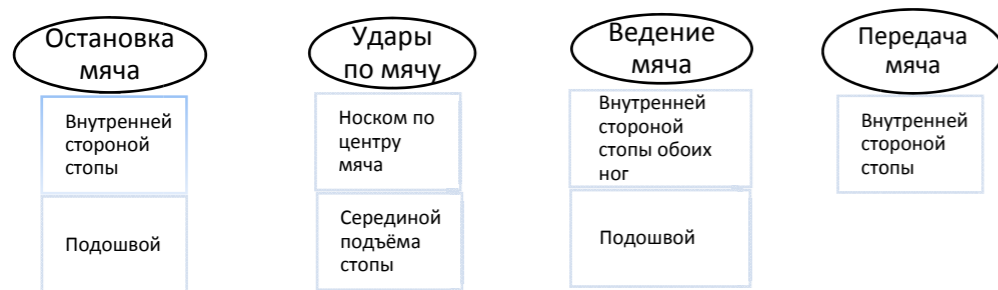 Остановка
мяча
Внутренней
стороной
стопы
Подошвой
Удары
по мячу
Носком по
центру
мяча
Серединой
подъёма
стопы
Ведение
мяча
Внутренней
стороной
стопы обоих
ног
Подошвой
Передача
мяча
Внутренней
стороной
стопы